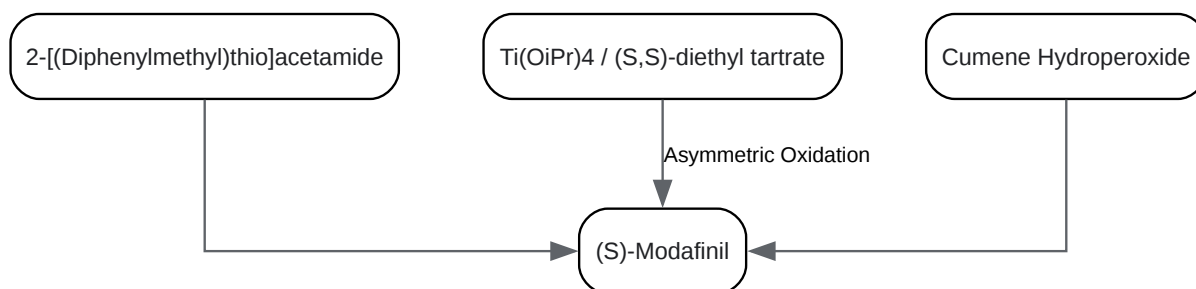 2-[(Diphenylmethyl)thio]acetamide
Ti(OiPr)4 / (S,S)-diethyl tartrate
Cumene Hydroperoxide
Asymmetric Oxidation
(S)-Modafinil